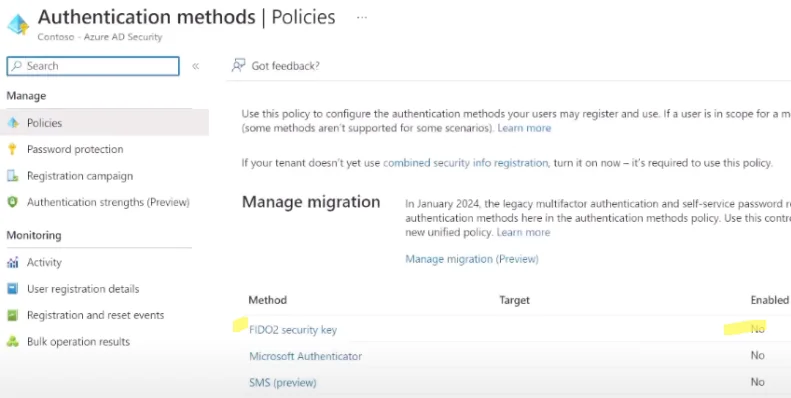 Authentication methods | Policies ...
Contoso - Azure AD Security
Search «
Got feedback?
Manage
Policies
Password protection
Registration campaign
Authentication strengths (Preview)
Monitoring
Activity
User registration details
Registration and reset events
Bulk operation results
Use this policy to configure the authentication methods your users may register and use. If a user is in scope for a m
(some methods aren't supported for some scenarios). Learn more
If your tenant doesn't yet use combined security info registration, turn it on now – it's required to use this policy.
Manage migration
In January 2024, the legacy multifactor authentication and self-service password r
authentication methods here in the authentication methods policy. Use this contr
new unified policy. Learn more
Manage migration (Preview)
Method Target Enabled
FIDO2 security key No
Microsoft Authenticator No
SMS (preview) No